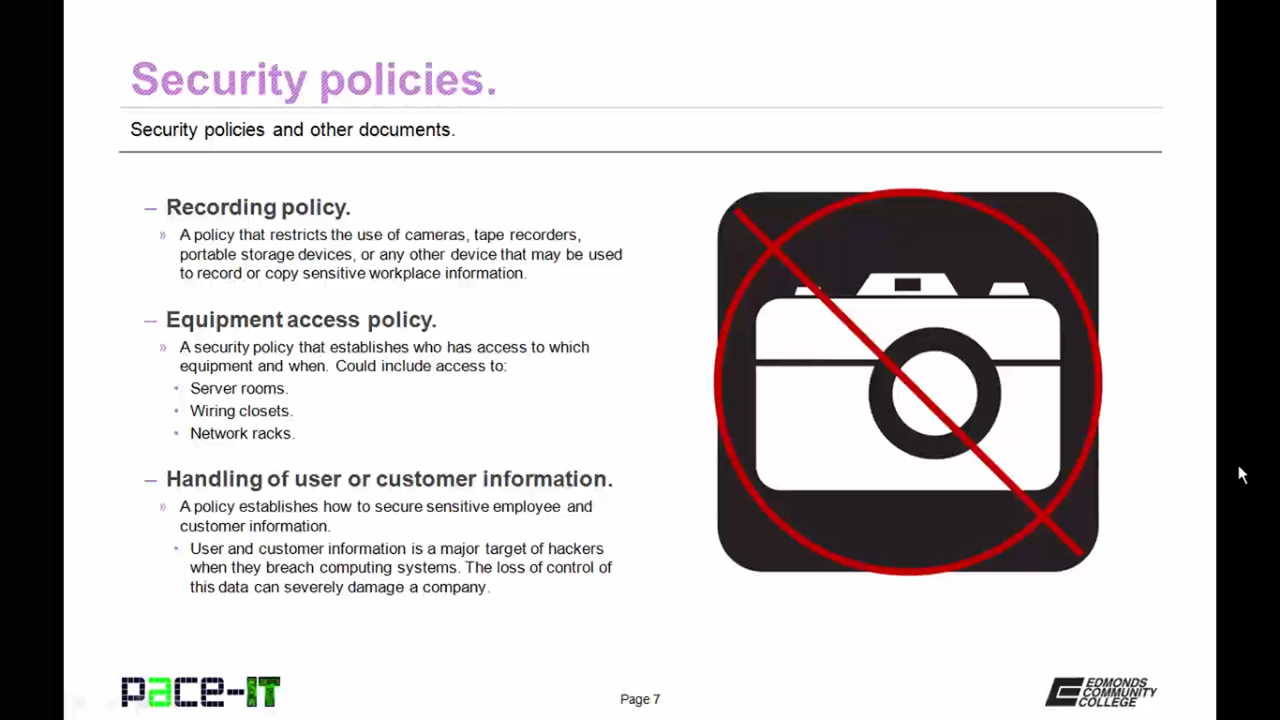 Security policies.
Security policies and other documents.
– Recording policy.
» A policy that restricts the use of cameras, tape recorders,
portable storage devices, or any other device that may be used
to record or copy sensitive workplace information.
– Equipment access policy.
» A security policy that establishes who has access to which
equipment and when. Could include access to:
• Server rooms.
• Wiring closets.
• Network racks.
– Handling of user or customer information.
» A policy establishes how to secure sensitive employee and
customer information.
• User and customer information is a major target of hackers
when they breach computing systems. The loss of control of
this data can severely damage a company.
pace-IT
Page 7
EDMONDS
COMMUNITY
COLLEGE